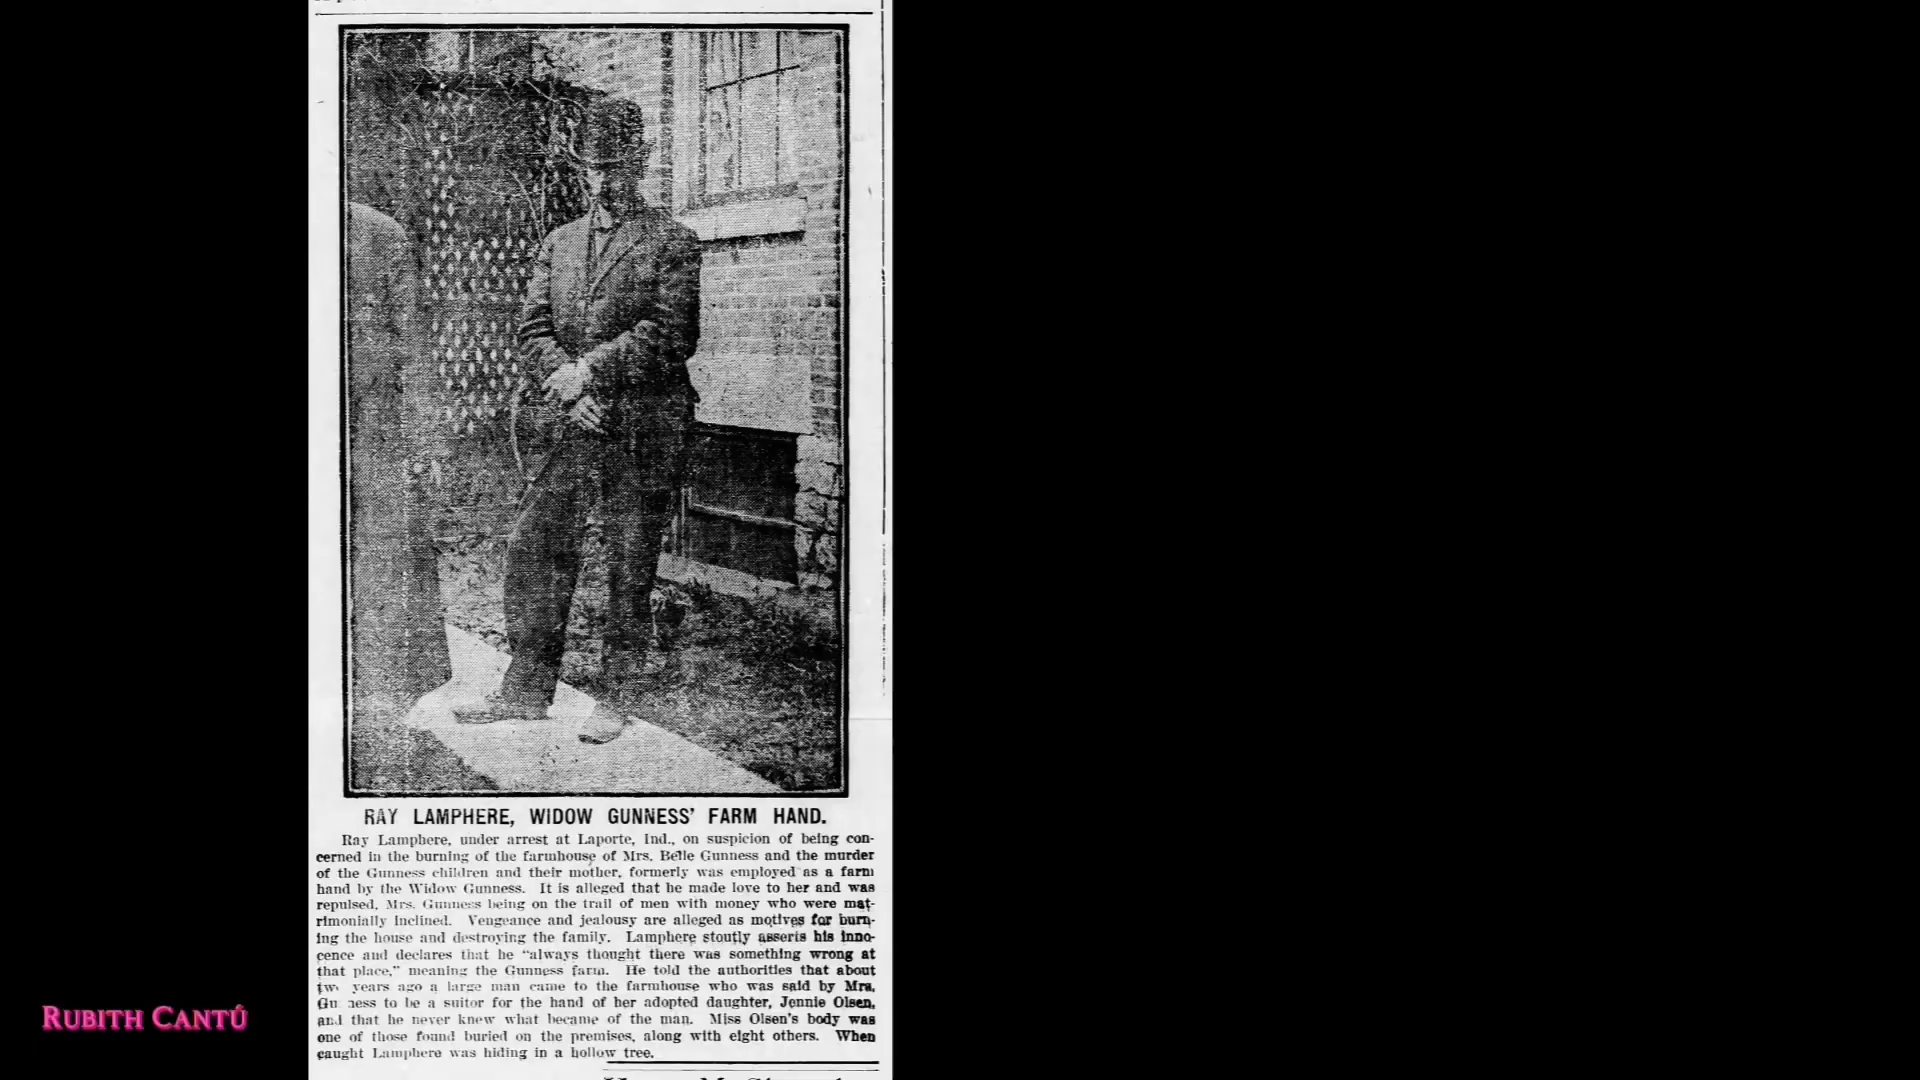 RAY LAMPHERE, WIDOW GUNNESS' FARM HAND.
Ray Lamphere, under arrest at Laporte, Ind., on suspicion of being con-
cerned in the burning of the farmhouse of Mrs. Belle Gunness and the murder
of the Gunness children and their mother, formerly was employed as a farm
hand by the Widow Gunness. It is alleged that he made love to her and was
repulsed, Mrs. Gunness being on the trail of men with money who were mat-
rimonially inclined. Vengeance and jealousy are alleged as motives for burn-
ing the house and destroying the family. Lamphere stoutly asserts his inno-
cence and declares that he "always thought there was something wrong at
that place," meaning the Gunness farm. He told the authorities that about
two years ago a large man came to the farmhouse who was said by Mrs.
Gunness to be a suitor for the hand of her adopted daughter, Jennie Olsen,
and that he never knew what became of the man. Miss Olsen's body was
one of those found buried on the premises, along with eight others. When
caught Lamphere was hiding in a hollow tree.
RUBITH CANTÚ